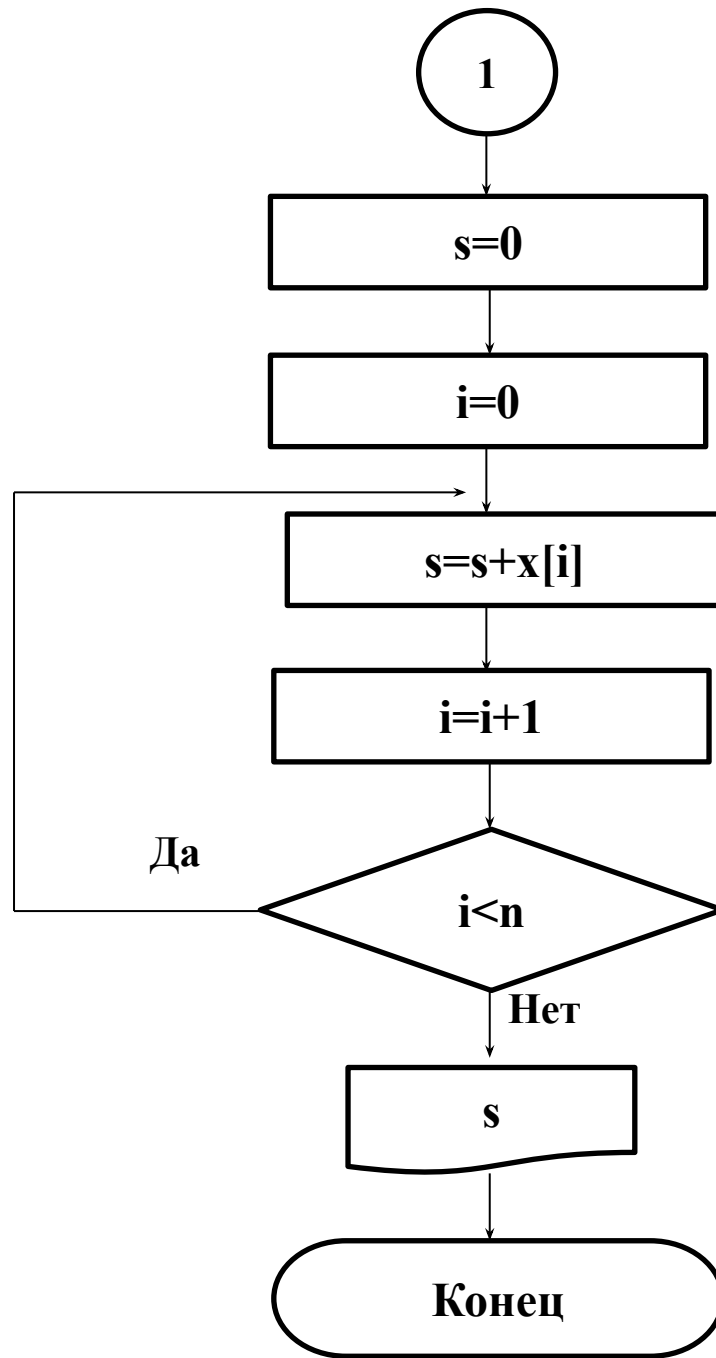 1
s=0
i=0
s=s+x[i]
i=i+1
Да
i<n
Нет
s
Конец